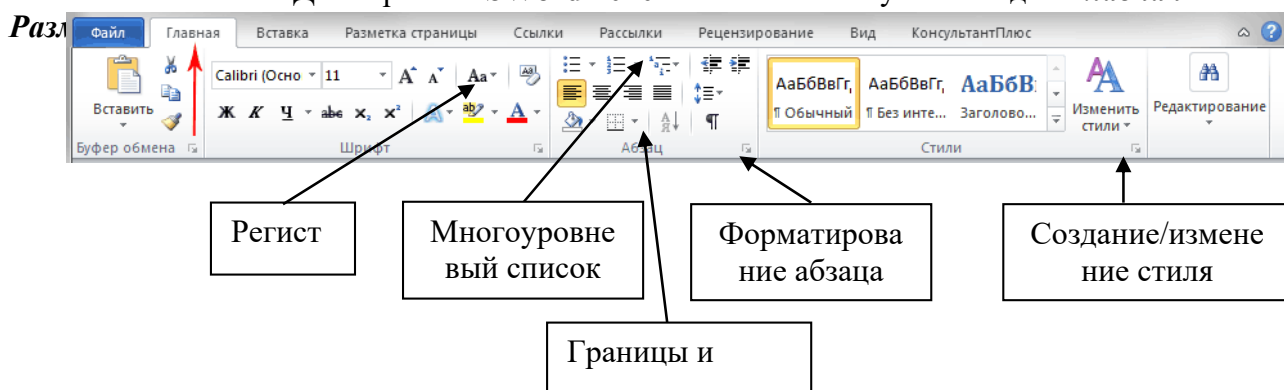 Разм
Файл Главная Вставка Разметка страницы Ссылки Рассылки Рецензирование Вид КонсультантПлюс
Calibri (Осно 11 А А Aa
АаБбВвГг, АаБбВвГг, АаБбВ
Вставить
Ж К Ч abc x₂ x² ab А
¶ Обычный ¶ Без инте... Заголово...
Изменить стили
Редактирование
Буфер обмена Шрифт Абзац Стили
Регист
Многоуровне
вый список
Форматирова
ние абзаца
Создание/измене
ние стиля
Границы и